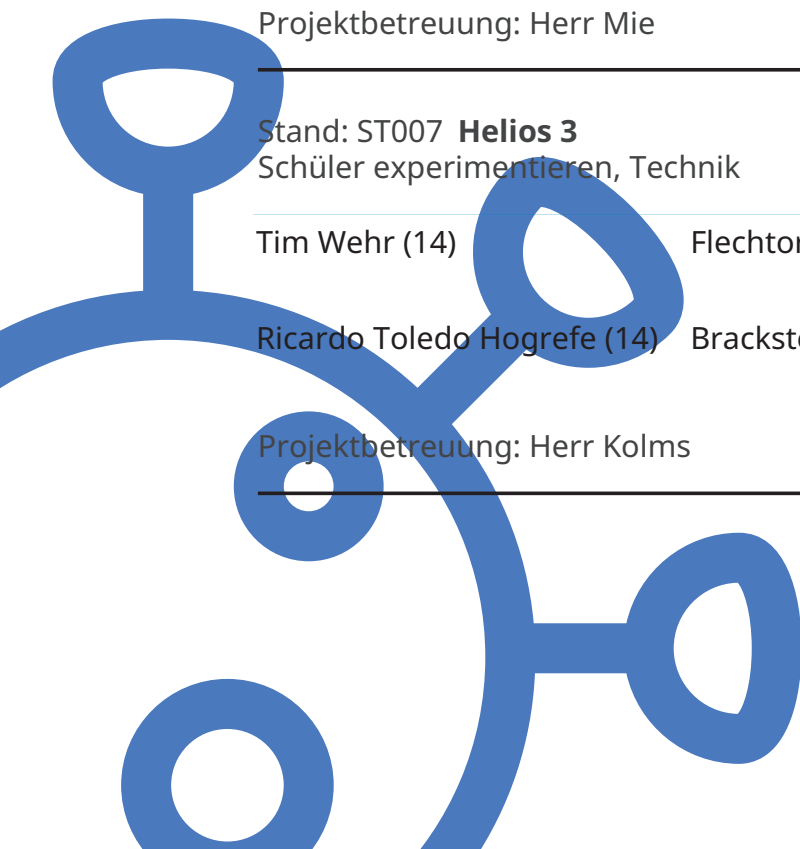 Projektbetreuung: Herr Mie
Stand: ST007 Helios 3
Schüler experimentieren, Technik
Tim Wehr (14)
Ricardo Toledo Hogrefe (14)
Projektbetreuung: Herr Kolms